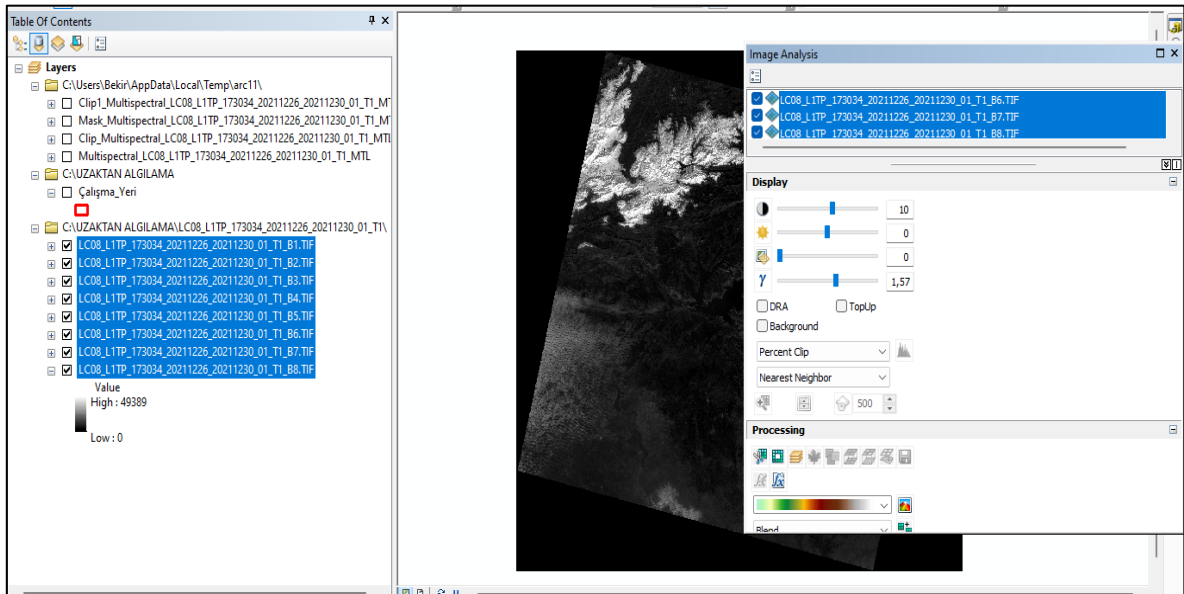 Table Of Contents
Layers
C:\Users\Bekir\AppData\Local\Temp\arc11\
Clip1_Multispectral_LC08_L1TP_173034_20211226_20211230_01_T1_MT
Mask_Multispectral_LC08_L1TP_173034_20211226_20211230_01_T1_MT
Clip_Multispectral_LC08_L1TP_173034_20211226_20211230_01_T1_MTL
Multispectral_LC08_L1TP_173034_20211226_20211230_01_T1_MTL
C:\UZAKTAN ALGILAMA
Çalışma_Yeri
C:\UZAKTAN ALGILAMA\LC08_L1TP_173034_20211226_20211230_01_T1\
LC08_L1TP_173034_20211226_20211230_01_T1_B1.TIF
LC08_L1TP_173034_20211226_20211230_01_T1_B2.TIF
LC08_L1TP_173034_20211226_20211230_01_T1_B3.TIF
LC08_L1TP_173034_20211226_20211230_01_T1_B4.TIF
LC08_L1TP_173034_20211226_20211230_01_T1_B5.TIF
LC08_L1TP_173034_20211226_20211230_01_T1_B6.TIF
LC08_L1TP_173034_20211226_20211230_01_T1_B7.TIF
LC08_L1TP_173034_20211226_20211230_01_T1_B8.TIF
Value
High : 49389
Low : 0
Image Analysis
LC08_L1TP_173034_20211226_20211230_01_T1_B6.TIF
LC08_L1TP_173034_20211226_20211230_01_T1_B7.TIF
LC08_L1TP_173034_20211226_20211230_01_T1_B8.TIF
Display
10
0
0
γ 1,57
DRA TopUp
Background
Percent Clip
Nearest Neighbor
500
Processing
Blend